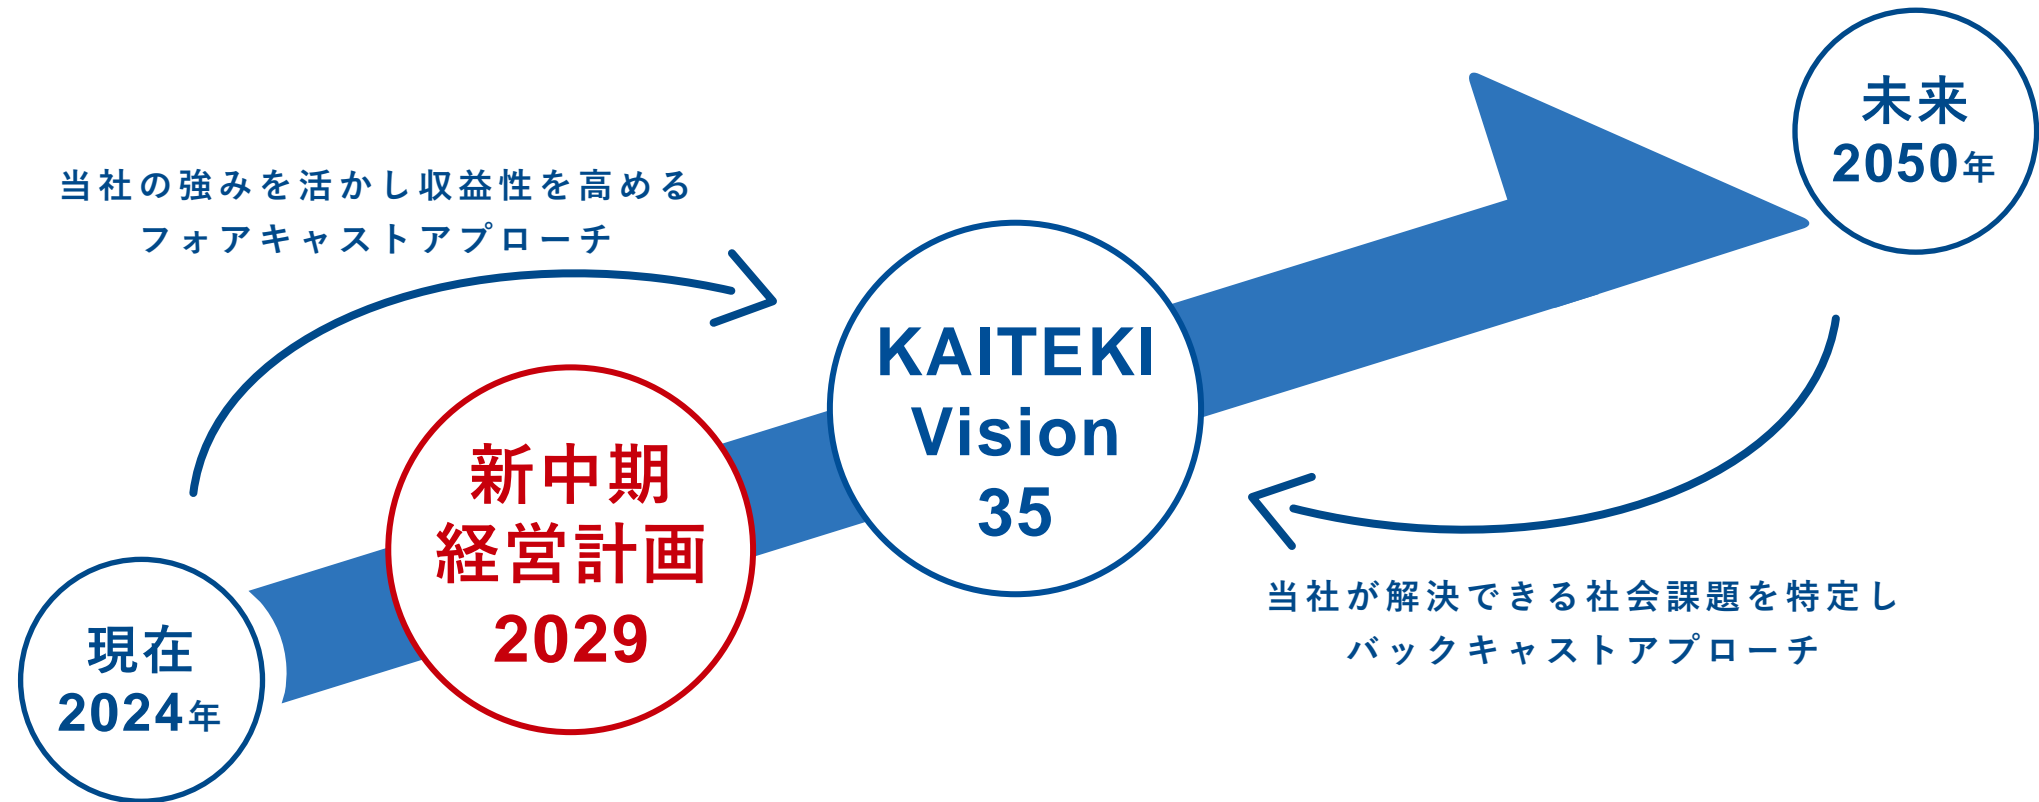 当社の強みを活かし収益性を高める
フォアキャストアプローチ
現在
2024年
新中期
経営計画
2029
KAITEKI
Vision
35
未来
2050年
当社が解決できる社会課題を特定し
バックキャストアプローチ